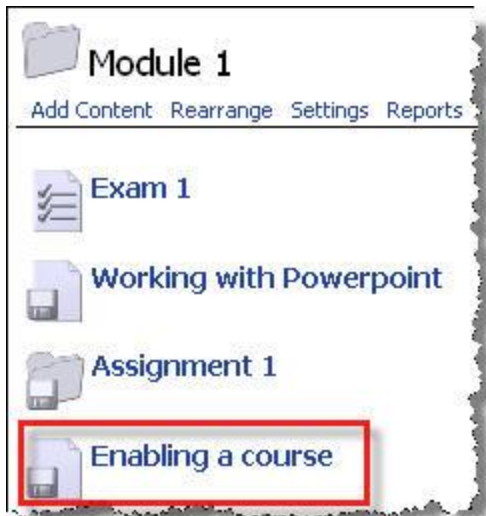 Module 1
Add Content Rearrange Settings Reports
Exam 1
Working with Powerpoint
Assignment 1
Enabling a course